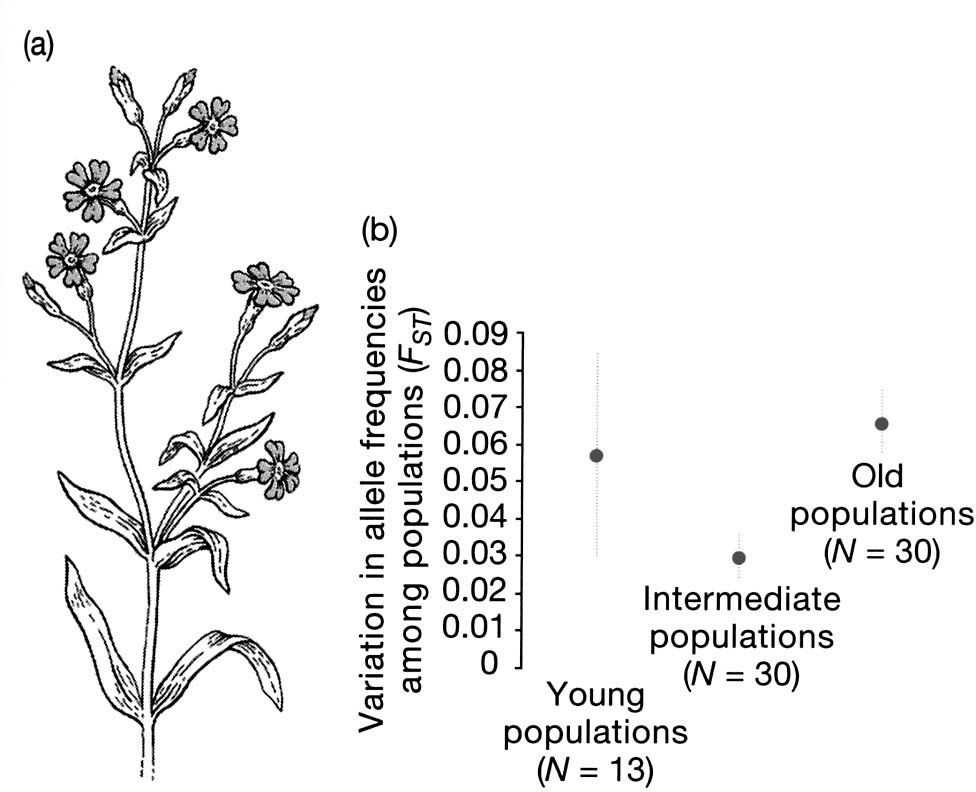 (a)
(b)
Variation in allele frequencies
among populations (F_ST)
0.09
0.08
0.07
0.06
0.05
0.04
0.03
0.02
0.01
0
Old
populations
(N = 30)
Intermediate
populations
(N = 30)
Young
populations
(N = 13)